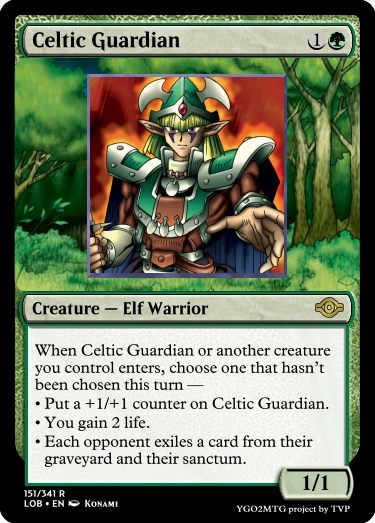 Celtic Guardian 1
Creature — Elf Warrior
When Celtic Guardian or another creature
you control enters, choose one that hasn't
been chosen this turn —
• Put a +1/+1 counter on Celtic Guardian.
• You gain 2 life.
• Each opponent exiles a card from their
graveyard and their sanctum.
1/1
151/341 R
LOB • EN Konami
YGO2MTG project by TVP